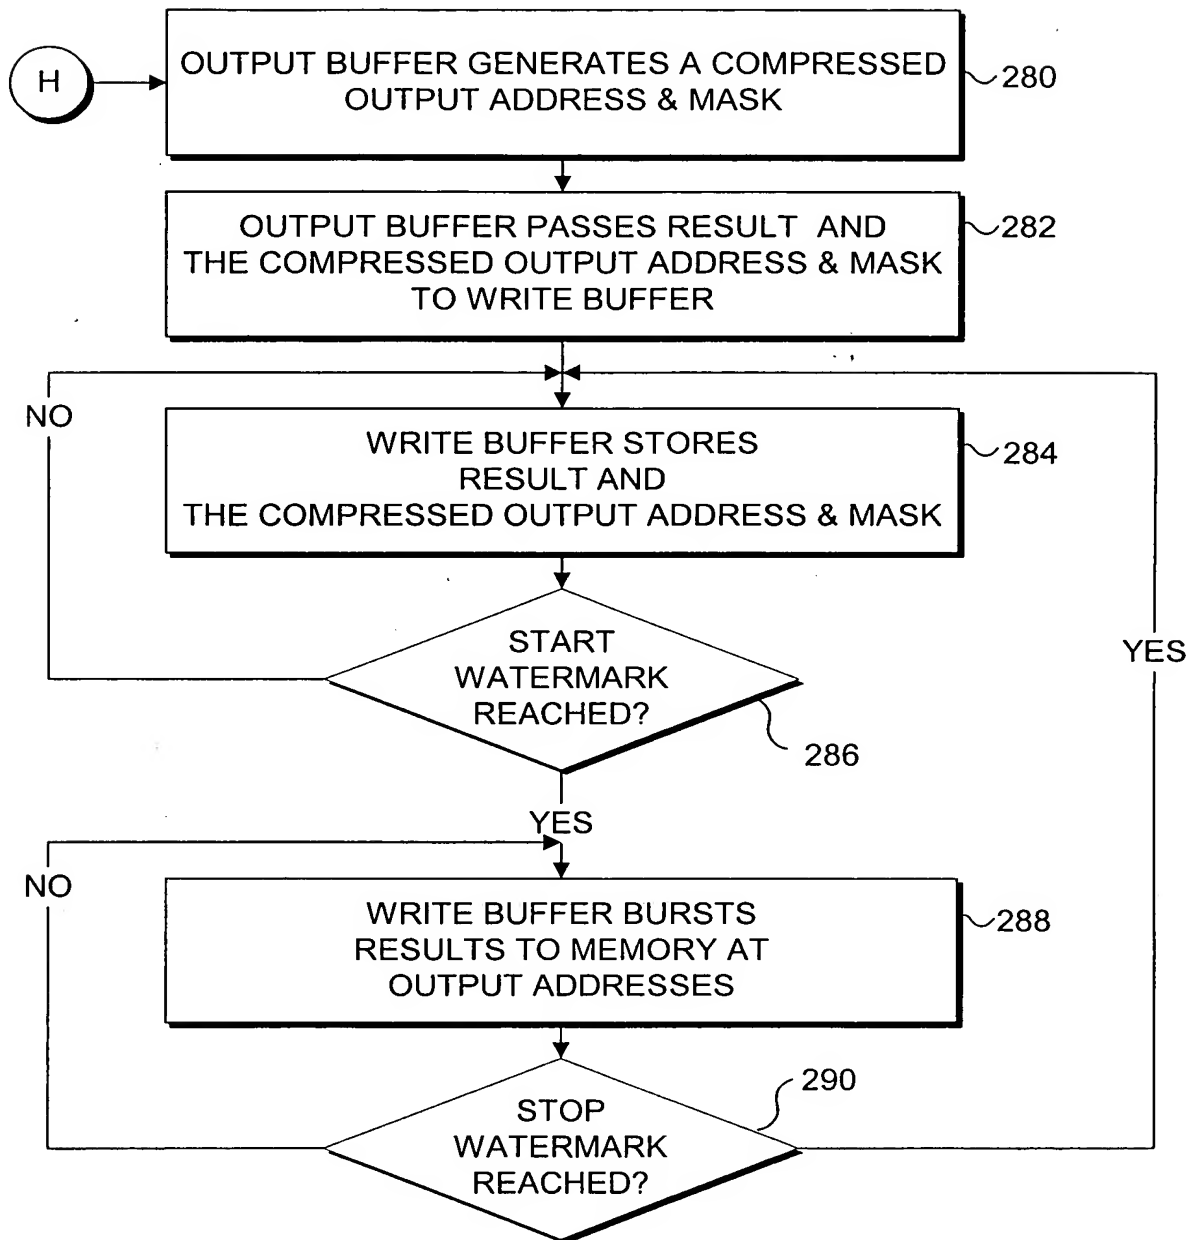 H
OUTPUT BUFFER GENERATES A COMPRESSED
OUTPUT ADDRESS & MASK
280
OUTPUT BUFFER PASSES RESULT AND
THE COMPRESSED OUTPUT ADDRESS & MASK
TO WRITE BUFFER
282
NO
WRITE BUFFER STORES
RESULT AND
THE COMPRESSED OUTPUT ADDRESS & MASK
284
START
WATERMARK
REACHED?
286
YES
YES
NO
WRITE BUFFER BURSTS
RESULTS TO MEMORY AT
OUTPUT ADDRESSES
288
STOP
WATERMARK
REACHED?
290